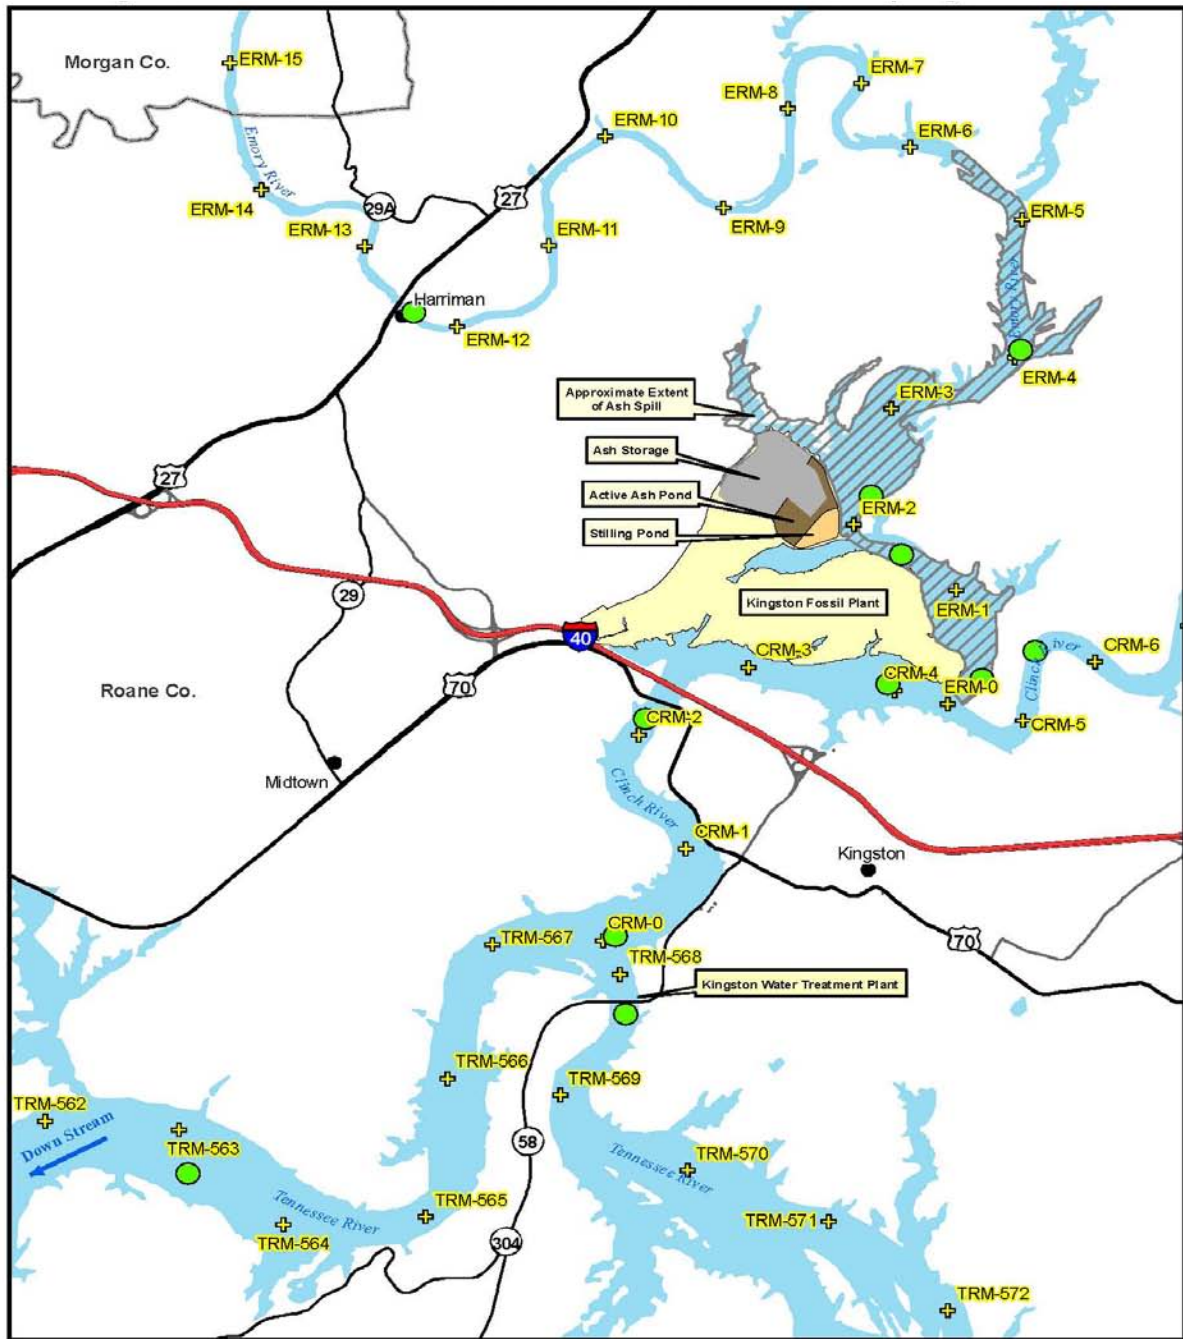 Morgan Co.
ERM-15
ERM-7
ERM-8
ERM-10
ERM-6
Emory River
27
ERM-14
29A
ERM-13
ERM-11
ERM-9
ERM-5
Emory River
Harriman
ERM-12
ERM-4
Approximate Extent
of Ash Spill
ERM-3
Ash Storage
27
Active Ash Pond
ERM-2
Stilling Pond
29
Kingston Fossil Plant
ERM-1
40
CRM-3
Clinch River
CRM-6
Roane Co.
70
CRM-4
ERM-0
CRM-2
CRM-5
Midtown
Clinch River
CRM-1
Kingston
CRM-0
TRM-567
70
TRM-568
Kingston Water Treatment Plant
TRM-566
TRM-569
TRM-562
Down Stream
TRM-563
58
TRM-570
Tennessee River
Tennessee River
TRM-565
TRM-571
TRM-564
304
TRM-572